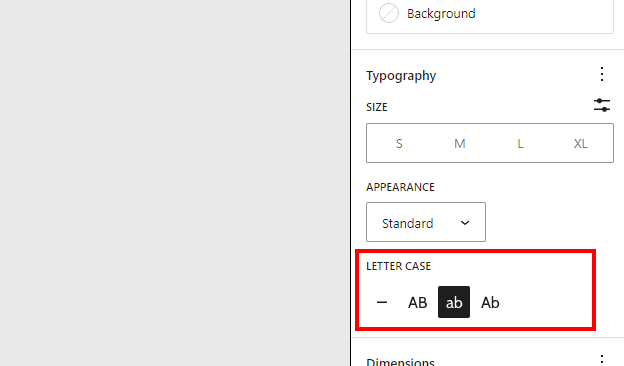 Background
Typography
SIZE
S M L XL
APPEARANCE
Standard
LETTER CASE
— AB ab Ab
Dimensions